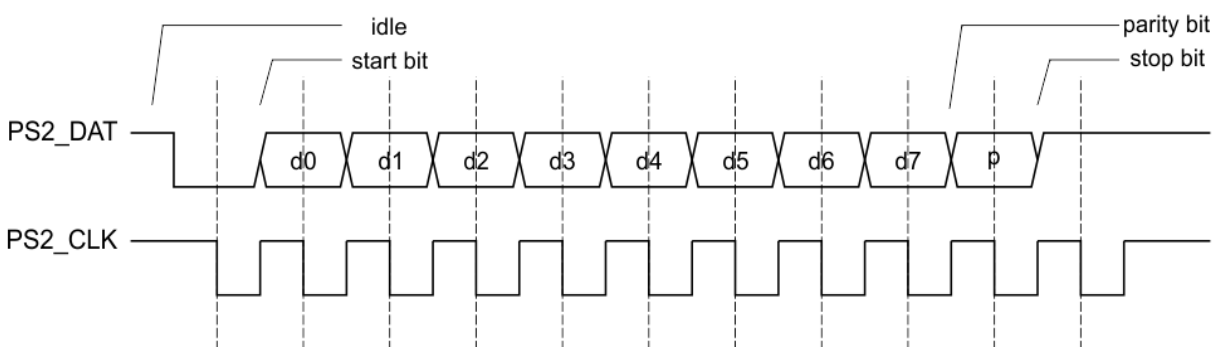 idle
parity bit
start bit
stop bit
PS2_DAT
d0 d1 d2 d3 d4 d5 d6 d7 p
PS2_CLK